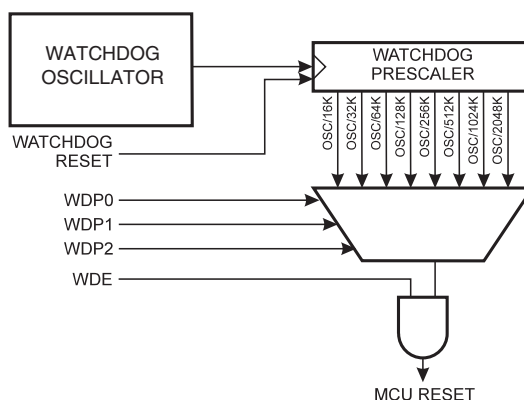 WATCHDOG
OSCILLATOR
WATCHDOG
PRESCALER
WATCHDOG
RESET
OSC/16K
OSC/32K
OSC/64K
OSC/128K
OSC/256K
OSC/512K
OSC/1024K
OSC/2048K
WDP0
WDP1
WDP2
WDE
MCU RESET